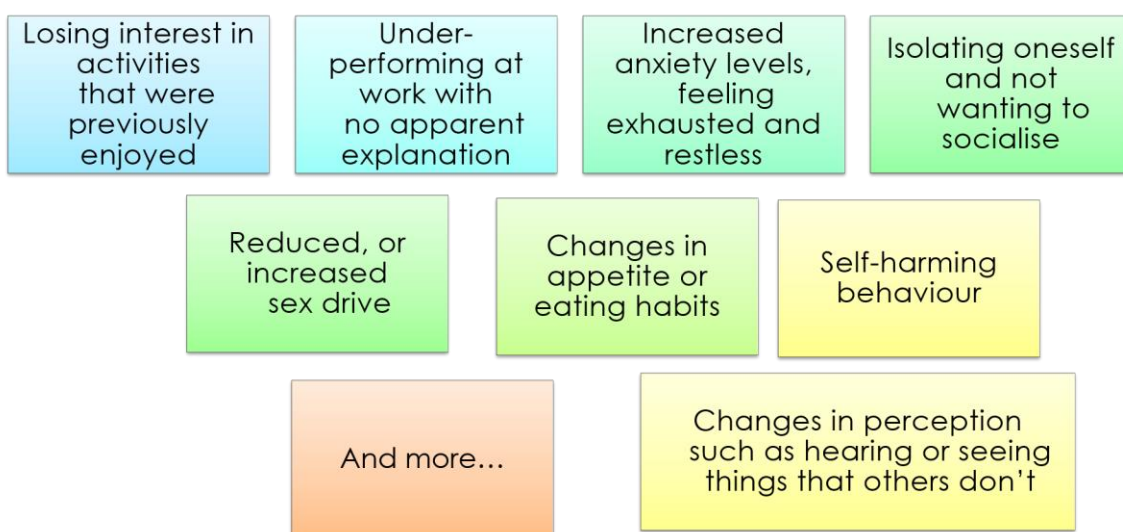 Losing interest in
activities
that were
previously
enjoyed
Under-
performing at
work with
no apparent
explanation
Increased
anxiety levels,
feeling
exhausted and
restless
Isolating oneself
and not
wanting to
socialise
Reduced, or
increased
sex drive
Changes in
appetite or
eating habits
Self-harming
behaviour
And more…
Changes in perception
such as hearing or seeing
things that others don’t